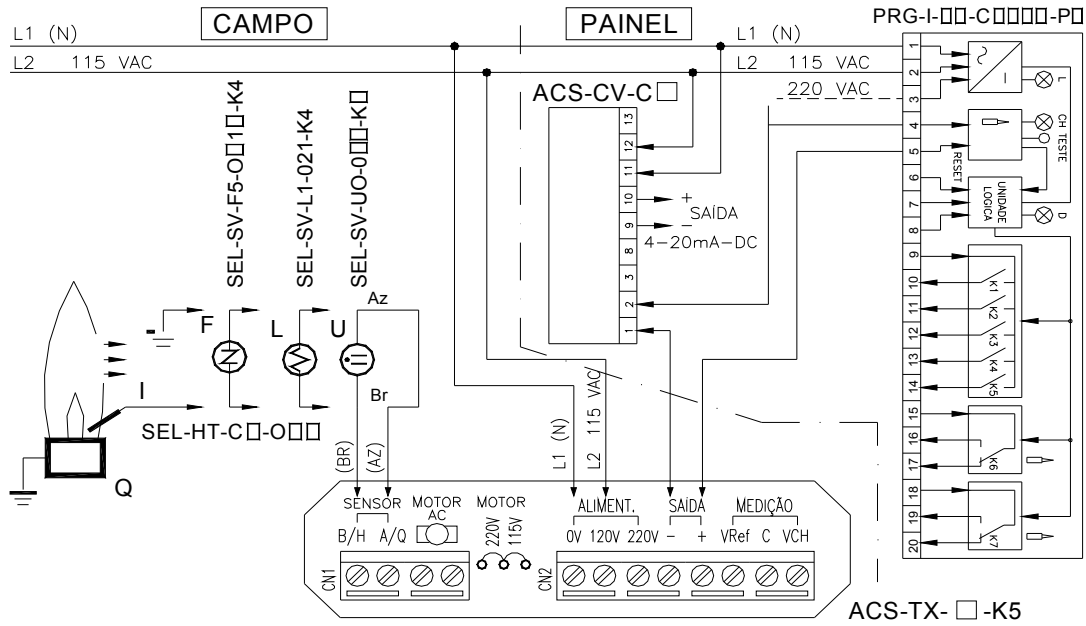 CAMPO
PAINEL
PRG-I-□□-C□□□□-P□
L1 (N)
L2 115 VAC
L1 (N)
L2 115 VAC
220 VAC
ACS-CV-C□
13
12
11
10
9
8
3
2
1
+
SAÍDA
-
4-20mA-DC
SEL-SV-F5-O□1□-K4
SEL-SV-L1-021-K4
SEL-SV-UO-0□□-K□
Az
F
L
U
Br
I
SEL-HT-C□-O□□
Q
(BR)
(AZ)
L1 (N)
L2 115 VAC
1
2
3
4
5
6
7
8
9
10
11
12
13
14
15
16
17
18
19
20
L
CH TESTE
RESET
UNIDADE
LOGICA
D
K1
K2
K3
K4
K5
K6
K7
SENSOR
MOTOR
AC
MOTOR
ALIMENT.
SAÍDA
MEDIÇÃO
B/H A/Q
220V
115V
0V 120V 220V - + VRef C VCH
CN1
CN2
ACS-TX-□-K5